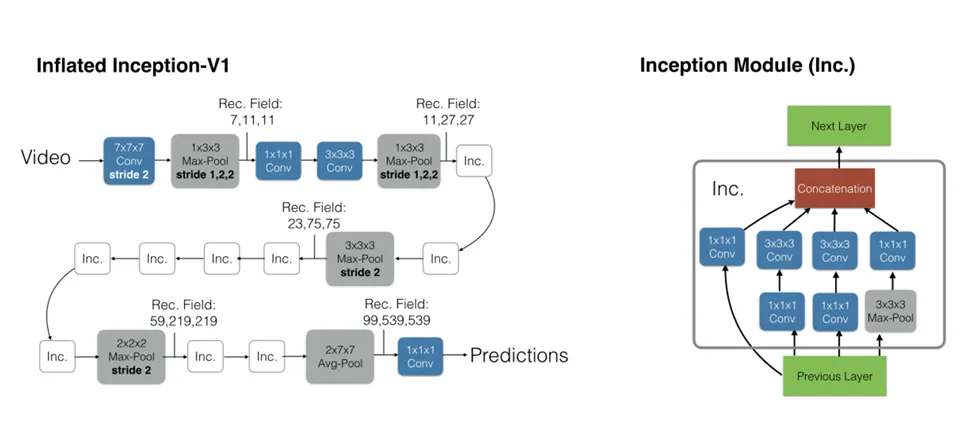 Inflated Inception-V1
Rec. Field:
7,11,11
Rec. Field:
11,27,27
Video
7x7x7
Conv
stride 2
1x3x3
Max-Pool
stride 1,2,2
1x1x1
Conv
3x3x3
Conv
1x3x3
Max-Pool
stride 1,2,2
Inc.
Rec. Field:
23,75,75
Inc.
Inc.
Inc.
Inc.
3x3x3
Max-Pool
stride 2
Inc.
Rec. Field:
59,219,219
Rec. Field:
99,539,539
Inc.
2x2x2
Max-Pool
stride 2
Inc.
Inc.
2x7x7
Avg-Pool
1x1x1
Conv
Predictions
Inception Module (Inc.)
Next Layer
Inc.
Concatenation
1x1x1
Conv
3x3x3
Conv
3x3x3
Conv
1x1x1
Conv
1x1x1
Conv
1x1x1
Conv
3x3x3
Max-Pool
Previous Layer